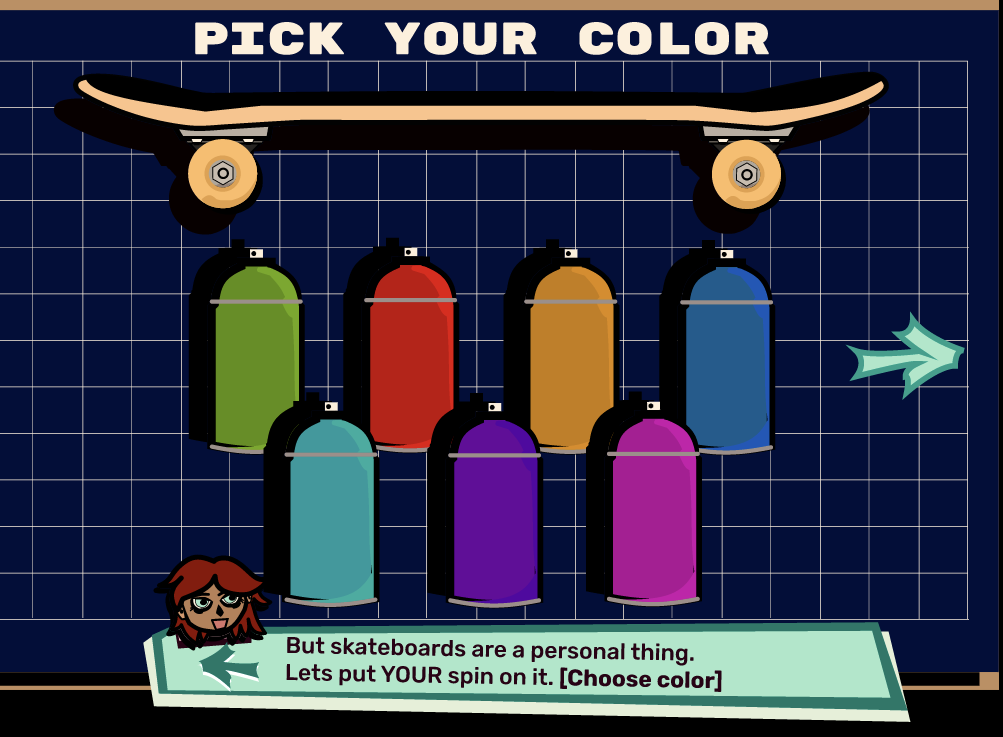 PICK YOUR COLOR
But skateboards are a personal thing.
Lets put YOUR spin on it. [Choose color]